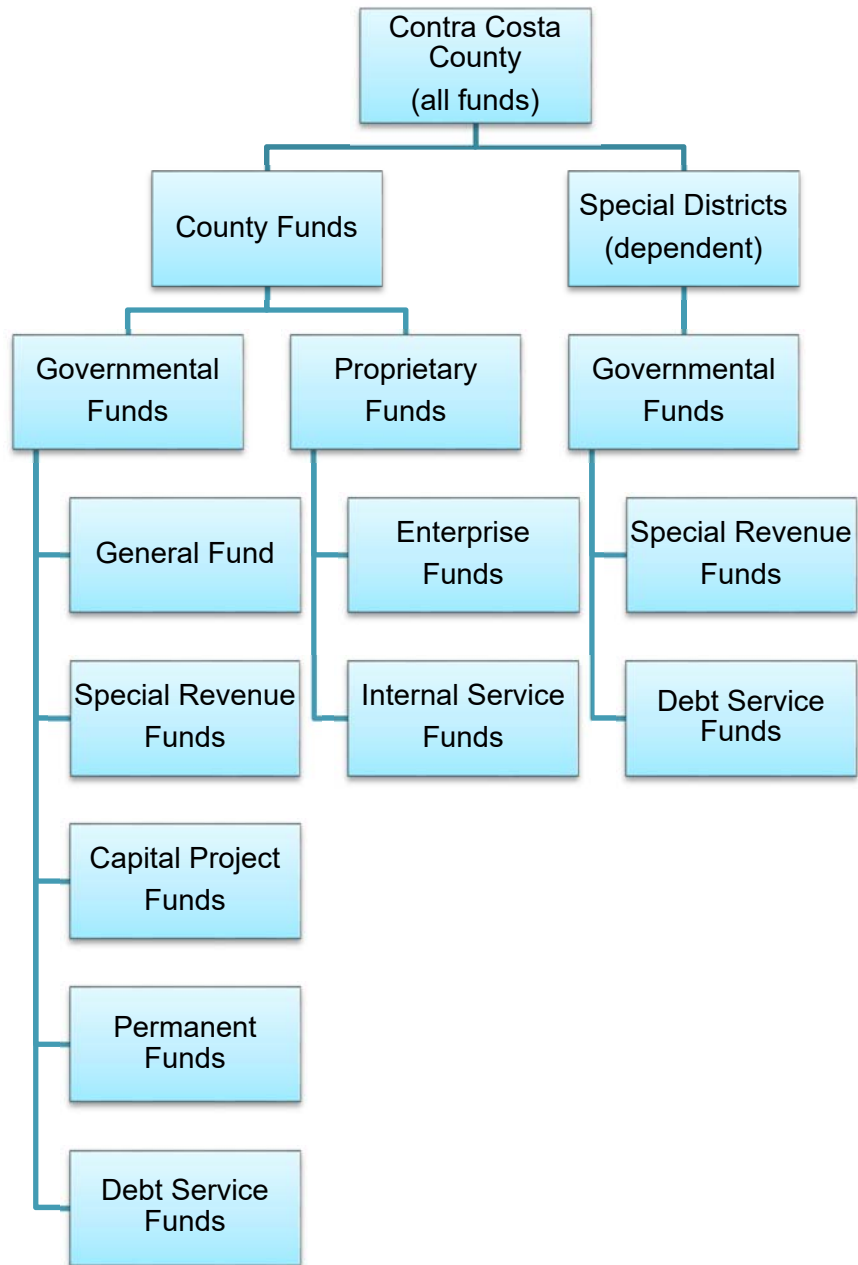 Contra Costa
County
(all funds)
County Funds
Special Districts
(dependent)
Governmental
Funds
Proprietary
Funds
Governmental
Funds
General Fund
Enterprise
Funds
Special Revenue
Funds
Special Revenue
Funds
Internal Service
Funds
Debt Service
Funds
Capital Project
Funds
Permanent
Funds
Debt Service
Funds